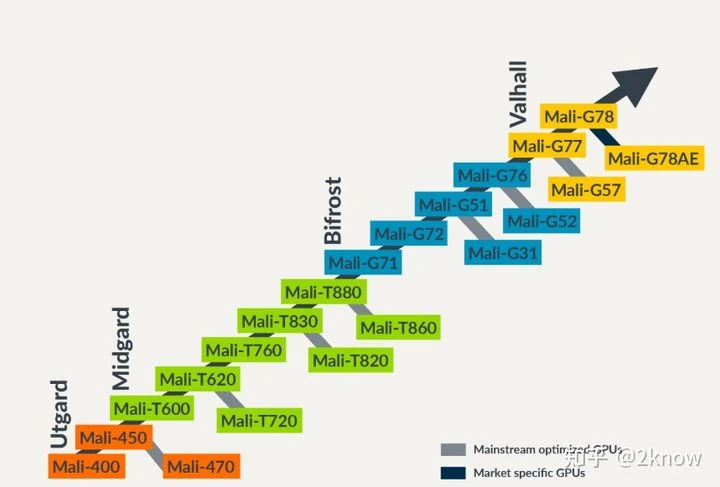 Valhall
Mali-G78
Mali-G77
Mali-G78AE
Mali-G76
Mali-G57
Bifrost
Mali-G51
Mali-G52
Mali-G72
Mali-G31
Mali-G71
Mali-T880
Mali-T830
Mali-T860
Mali-T760
Mali-T820
Midgard
Mali-T620
Mali-T600
Mali-T720
Utgard
Mali-450
Mali-400
Mali-470
Mainstream optimized GPUs
Market specific GPUs
知乎 @2know